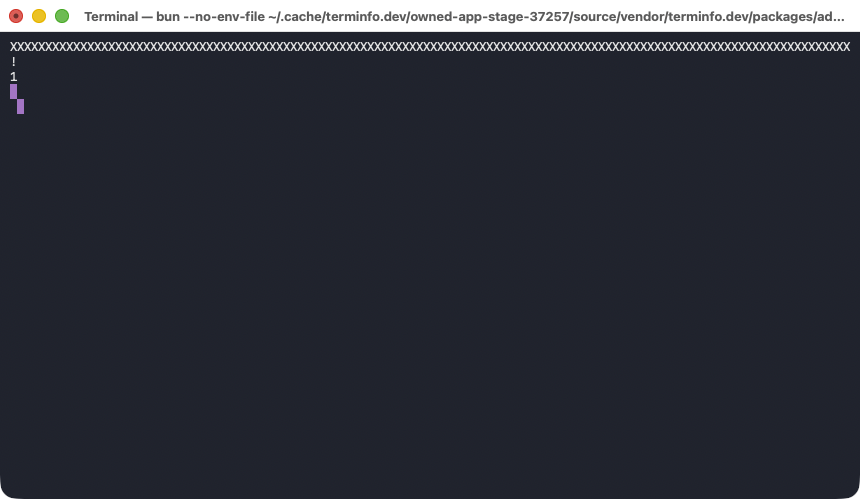 Terminal — bun --no-env-file ~/.cache/terminfo.dev/owned-app-stage-37257/source/vendor/terminfo.dev/packages/ad...
XXXXXXXXXXXXXXXXXXXXXXXXXXXXXXXXXXXXXXXXXXXXXXXXXXXXXXXXXXXXXXXXXXXXXXXXXXXXXXXXXXXXXXXXXXXXXXXXXXXXXXXXXXXXXXXXXXXXXXXX
!
1